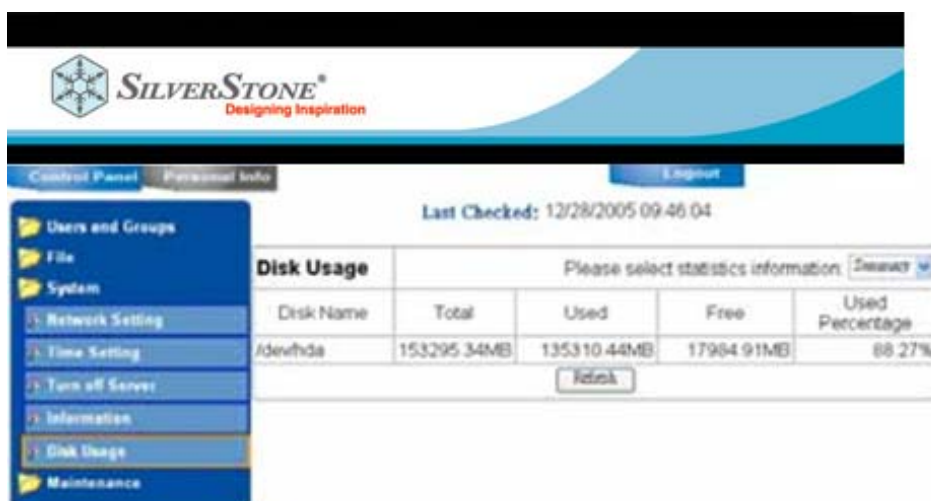 SILVERSTONE®
Designing Inspiration
Control Panel Personal Info Logout
Last Checked: 12/28/2005 09:46:04
Users and Groups
File
System
Network Setting
Time Setting
Turn off Server
Information
Disk Usage
Maintenance
Disk Usage Please select statistics information: Summary
Disk Name Total Used Free Used Percentage
/dev/hda 153295.34MB 135310.44MB 17984.91MB 88.27%
Refresh